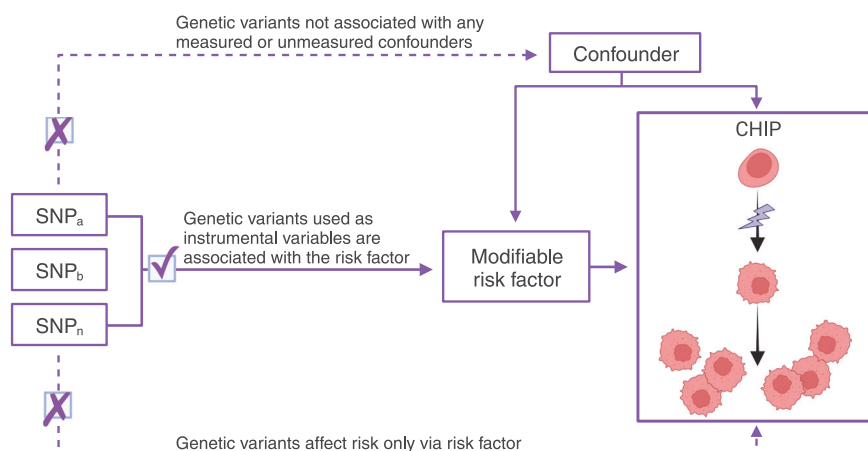 Genetic variants not associated with any
measured or unmeasured confounders
Confounder
CHIP
SNPa
Genetic variants used as
instrumental variables are
associated with the risk factor
SNPb
Modifiable
risk factor
SNPn
Genetic variants affect risk only via risk factor